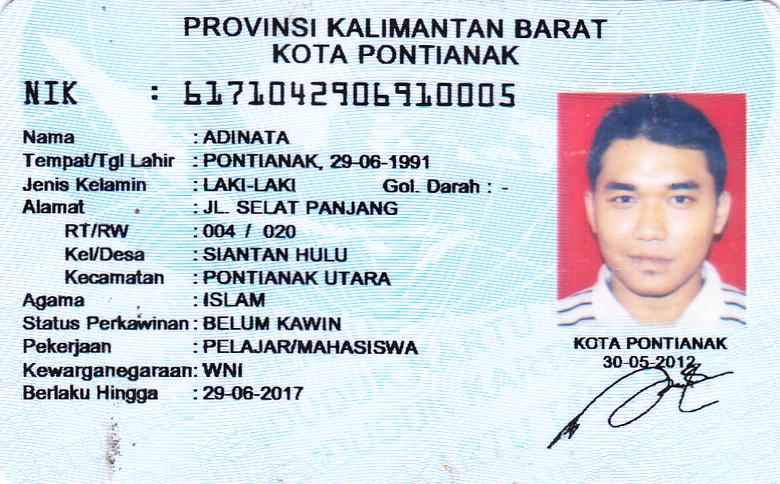 PROVINSI KALIMANTAN BARAT
KOTA PONTIANAK
NIK : 6171042906910005
Nama : ADINATA
Tempat/Tgl Lahir : PONTIANAK, 29-06-1991
Jenis Kelamin : LAKI-LAKI Gol. Darah : -
Alamat : JL. SELAT PANJANG
RT/RW : 004 / 020
Kel/Desa : SIANTAN HULU
Kecamatan : PONTIANAK UTARA
Agama : ISLAM
Status Perkawinan : BELUM KAWIN
Pekerjaan : PELAJAR/MAHASISWA
Kewarganegaraan : WNI
Berlaku Hingga : 29-06-2017
KOTA PONTIANAK
30-05-2012